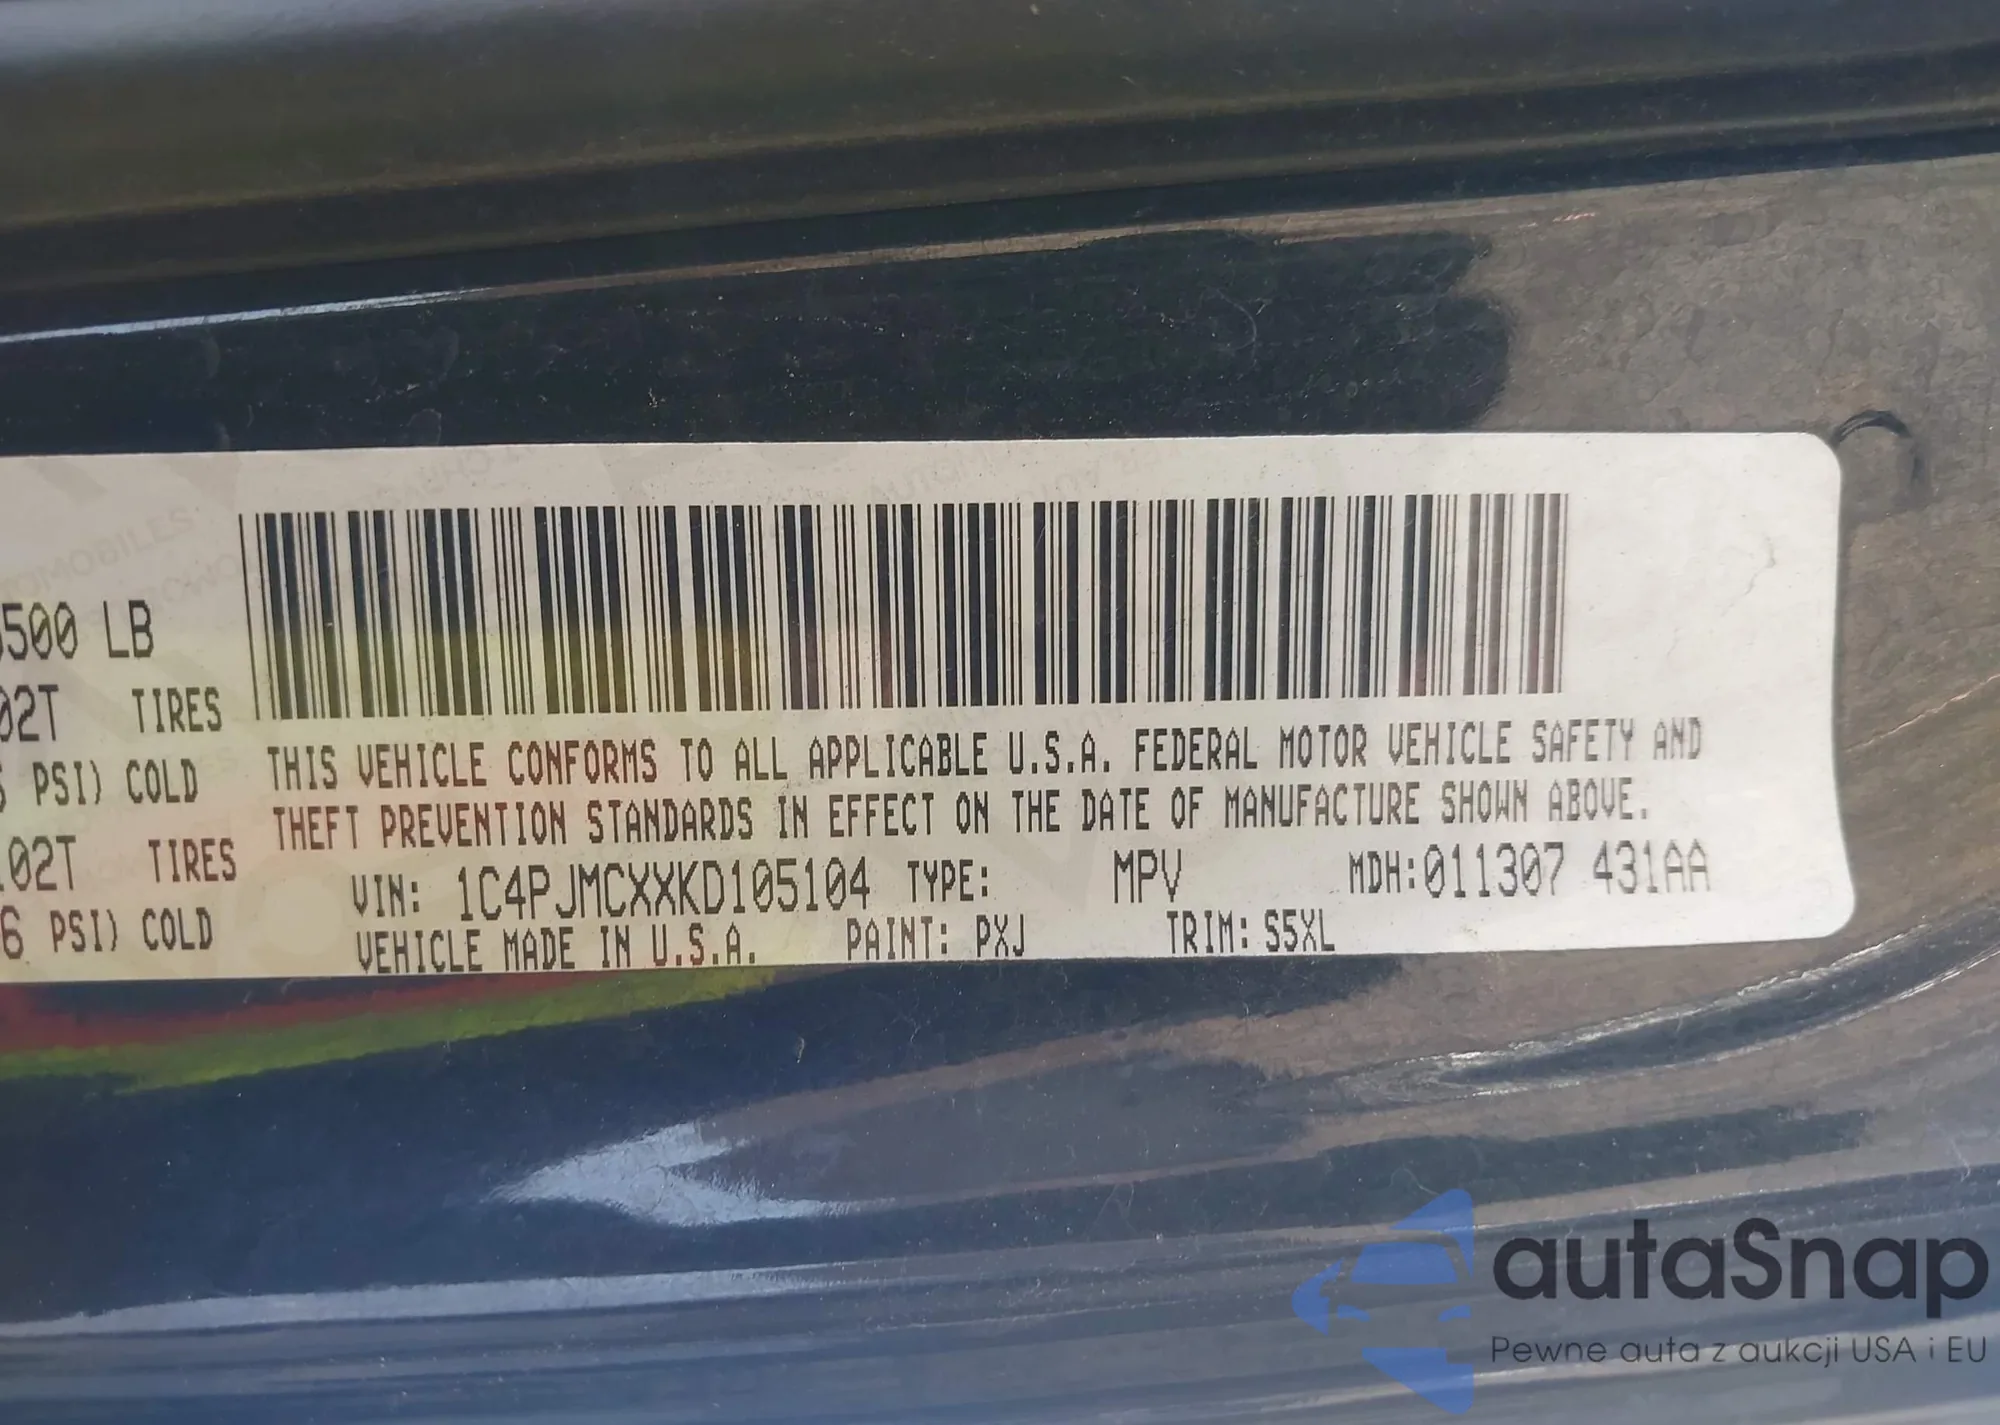 500 LB
02T TIRES
PSI) COLD
102T TIRES
6 PSI) COLD
THIS VEHICLE CONFORMS TO ALL APPLICABLE U.S.A. FEDERAL MOTOR VEHICLE SAFETY AND
THEFT PREVENTION STANDARDS IN EFFECT ON THE DATE OF MANUFACTURE SHOWN ABOVE.
VIN: 1C4PJMCXXKD105104 TYPE: MPV MDH:011307 431AA
VEHICLE MADE IN U.S.A. PAINT: PXJ TRIM: S5XL
autaSnap
Pewne auta z aukcji USA i EU